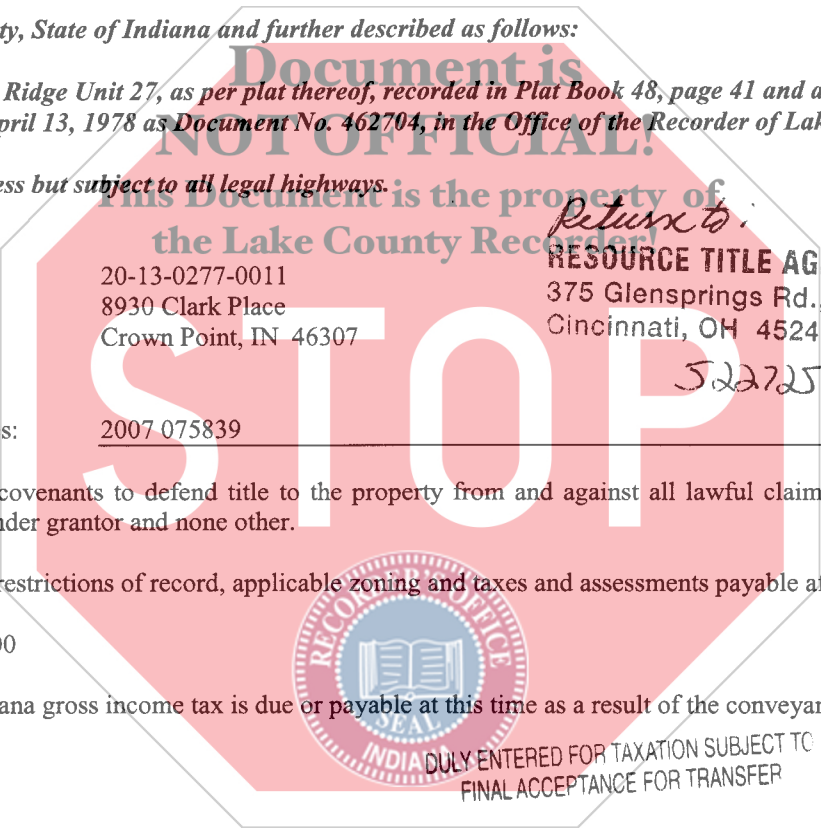 ty, State of Indiana and further described as follows:
Document is
Ridge Unit 27, as per plat thereof, recorded in Plat Book 48, page 41 and a
pril 13, 1978 as Document No. 462704, in the Office of the Recorder of Lak
NOT OFFICIAL!
ess but subject to all legal highways.
This Document is the property of
the Lake County Recorder!
Return to:
RESOURCE TITLE AG
375 Glensprings Rd.,
Cincinnati, OH 4524
522725
20-13-0277-0011
8930 Clark Place
Crown Point, IN 46307
STOP
s: 2007 075839
covenants to defend title to the property from and against all lawful claim
nder grantor and none other.
restrictions of record, applicable zoning and taxes and assessments payable af
00
RECORDER'S OFFICE
SEAL
INDIANA
ana gross income tax is due or payable at this time as a result of the conveyan
DULY ENTERED FOR TAXATION SUBJECT TO
FINAL ACCEPTANCE FOR TRANSFER